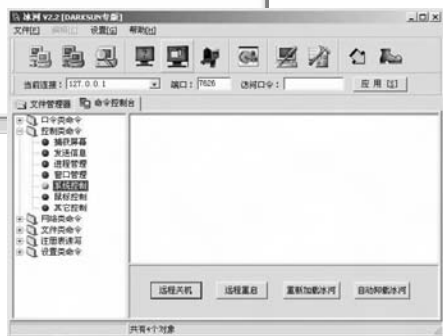 冰河 V2.2 [DARKSUN专版]
文件[F] 编辑[E] 设置[G] 帮助[H]
当前连接: 127.0.0.1 端口: 7626 访问口令: 应用[T]
文件管理器 命令控制台
口令类命令
控制类命令
捕获屏幕
发送信息
进程管理
窗口管理
系统控制
鼠标控制
其它控制
网络类命令
文件类命令
注册表读写
设置类命令
远程关机 远程重启 重新加载冰河 自动卸载冰河
共有4个对象